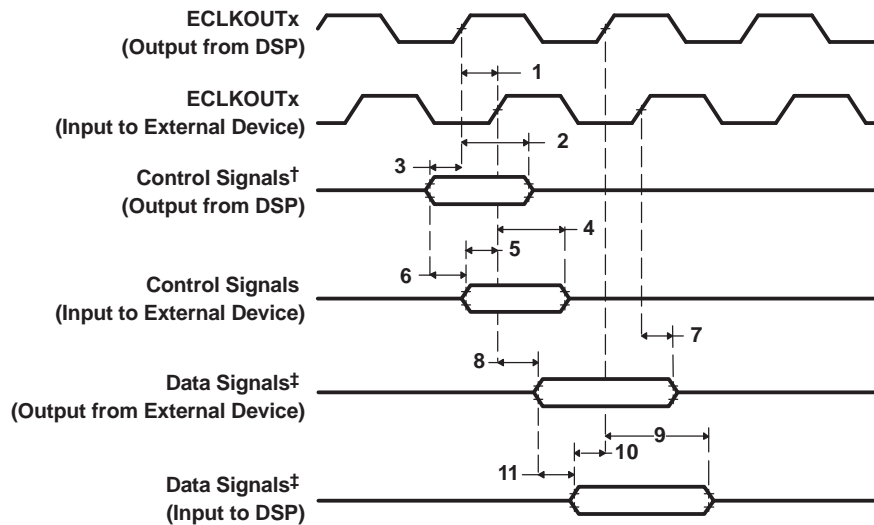 ECLKOUTx
(Output from DSP)
1
ECLKOUTx
(Input to External Device)
2
3
Control Signals†
(Output from DSP)
4
5
6
Control Signals
(Input to External Device)
7
8
Data Signals‡
(Output from External Device)
9
10
11
Data Signals‡
(Input to DSP)